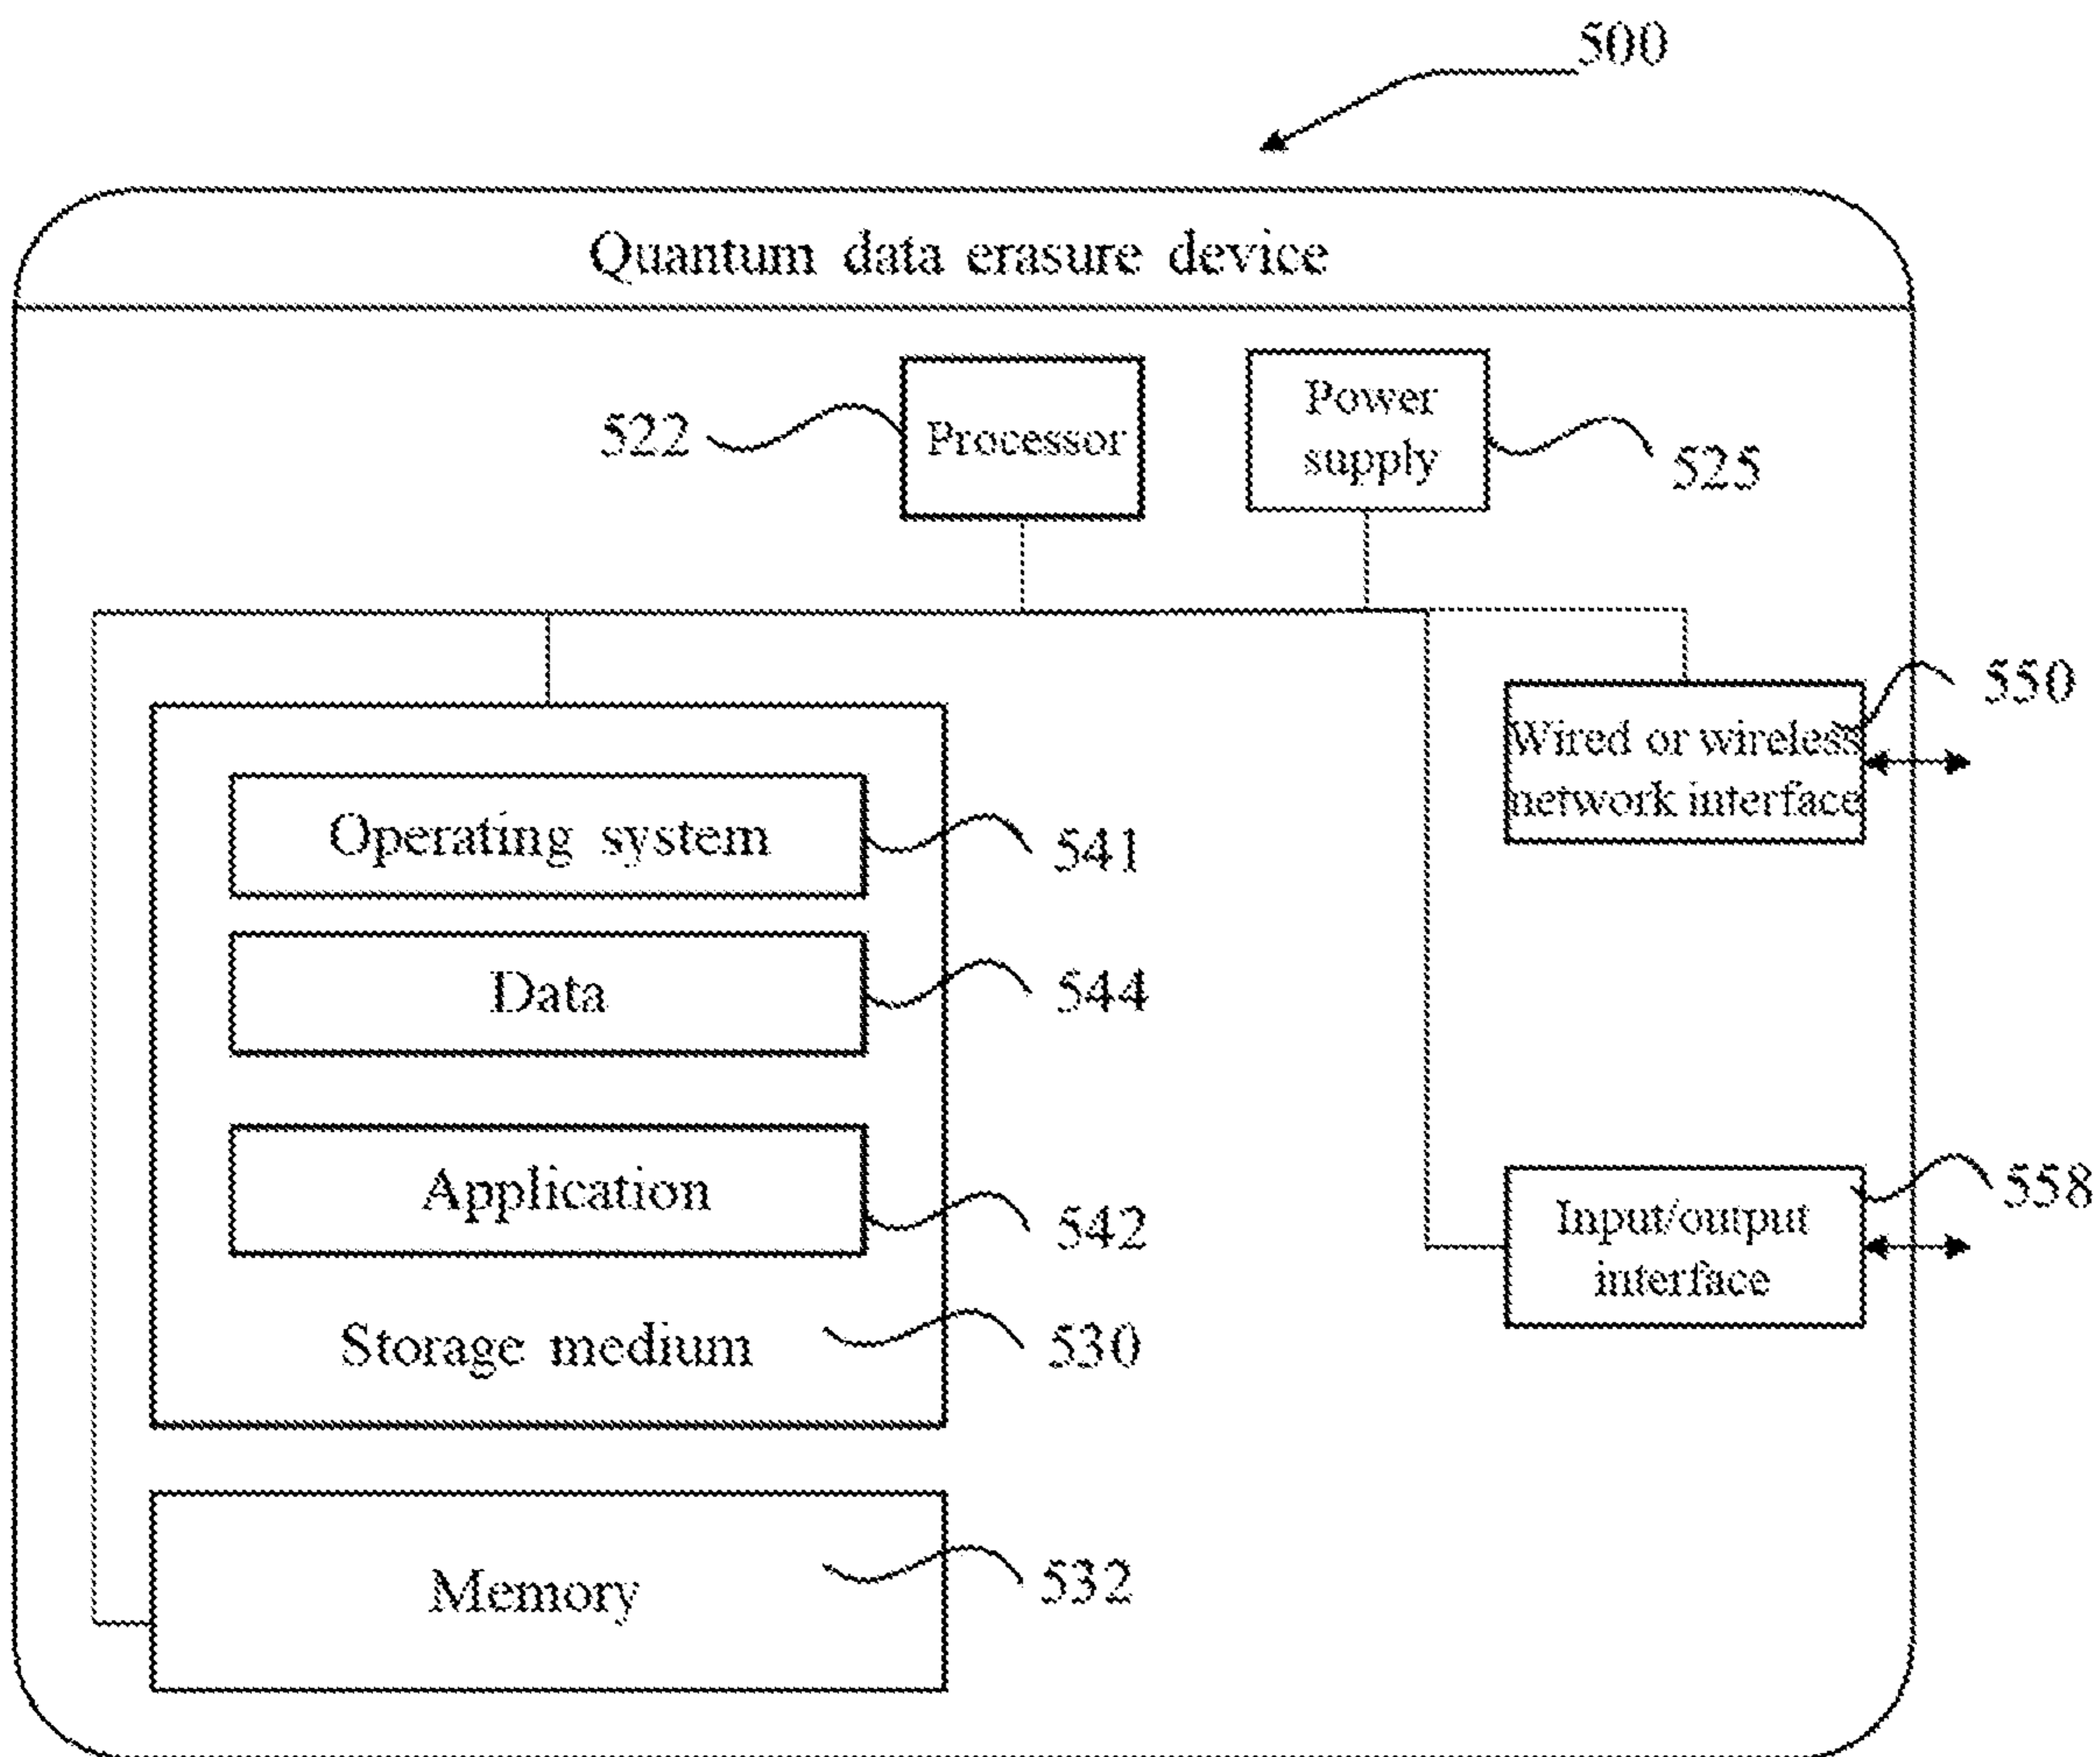 500
Quantum data erasure device
522
Processor
Power
supply
525
550
Wired or wireless
network interface
Operating system
541
Data
544
Application
542
Storage medium
530
558
Input/output
interface
Memory
532